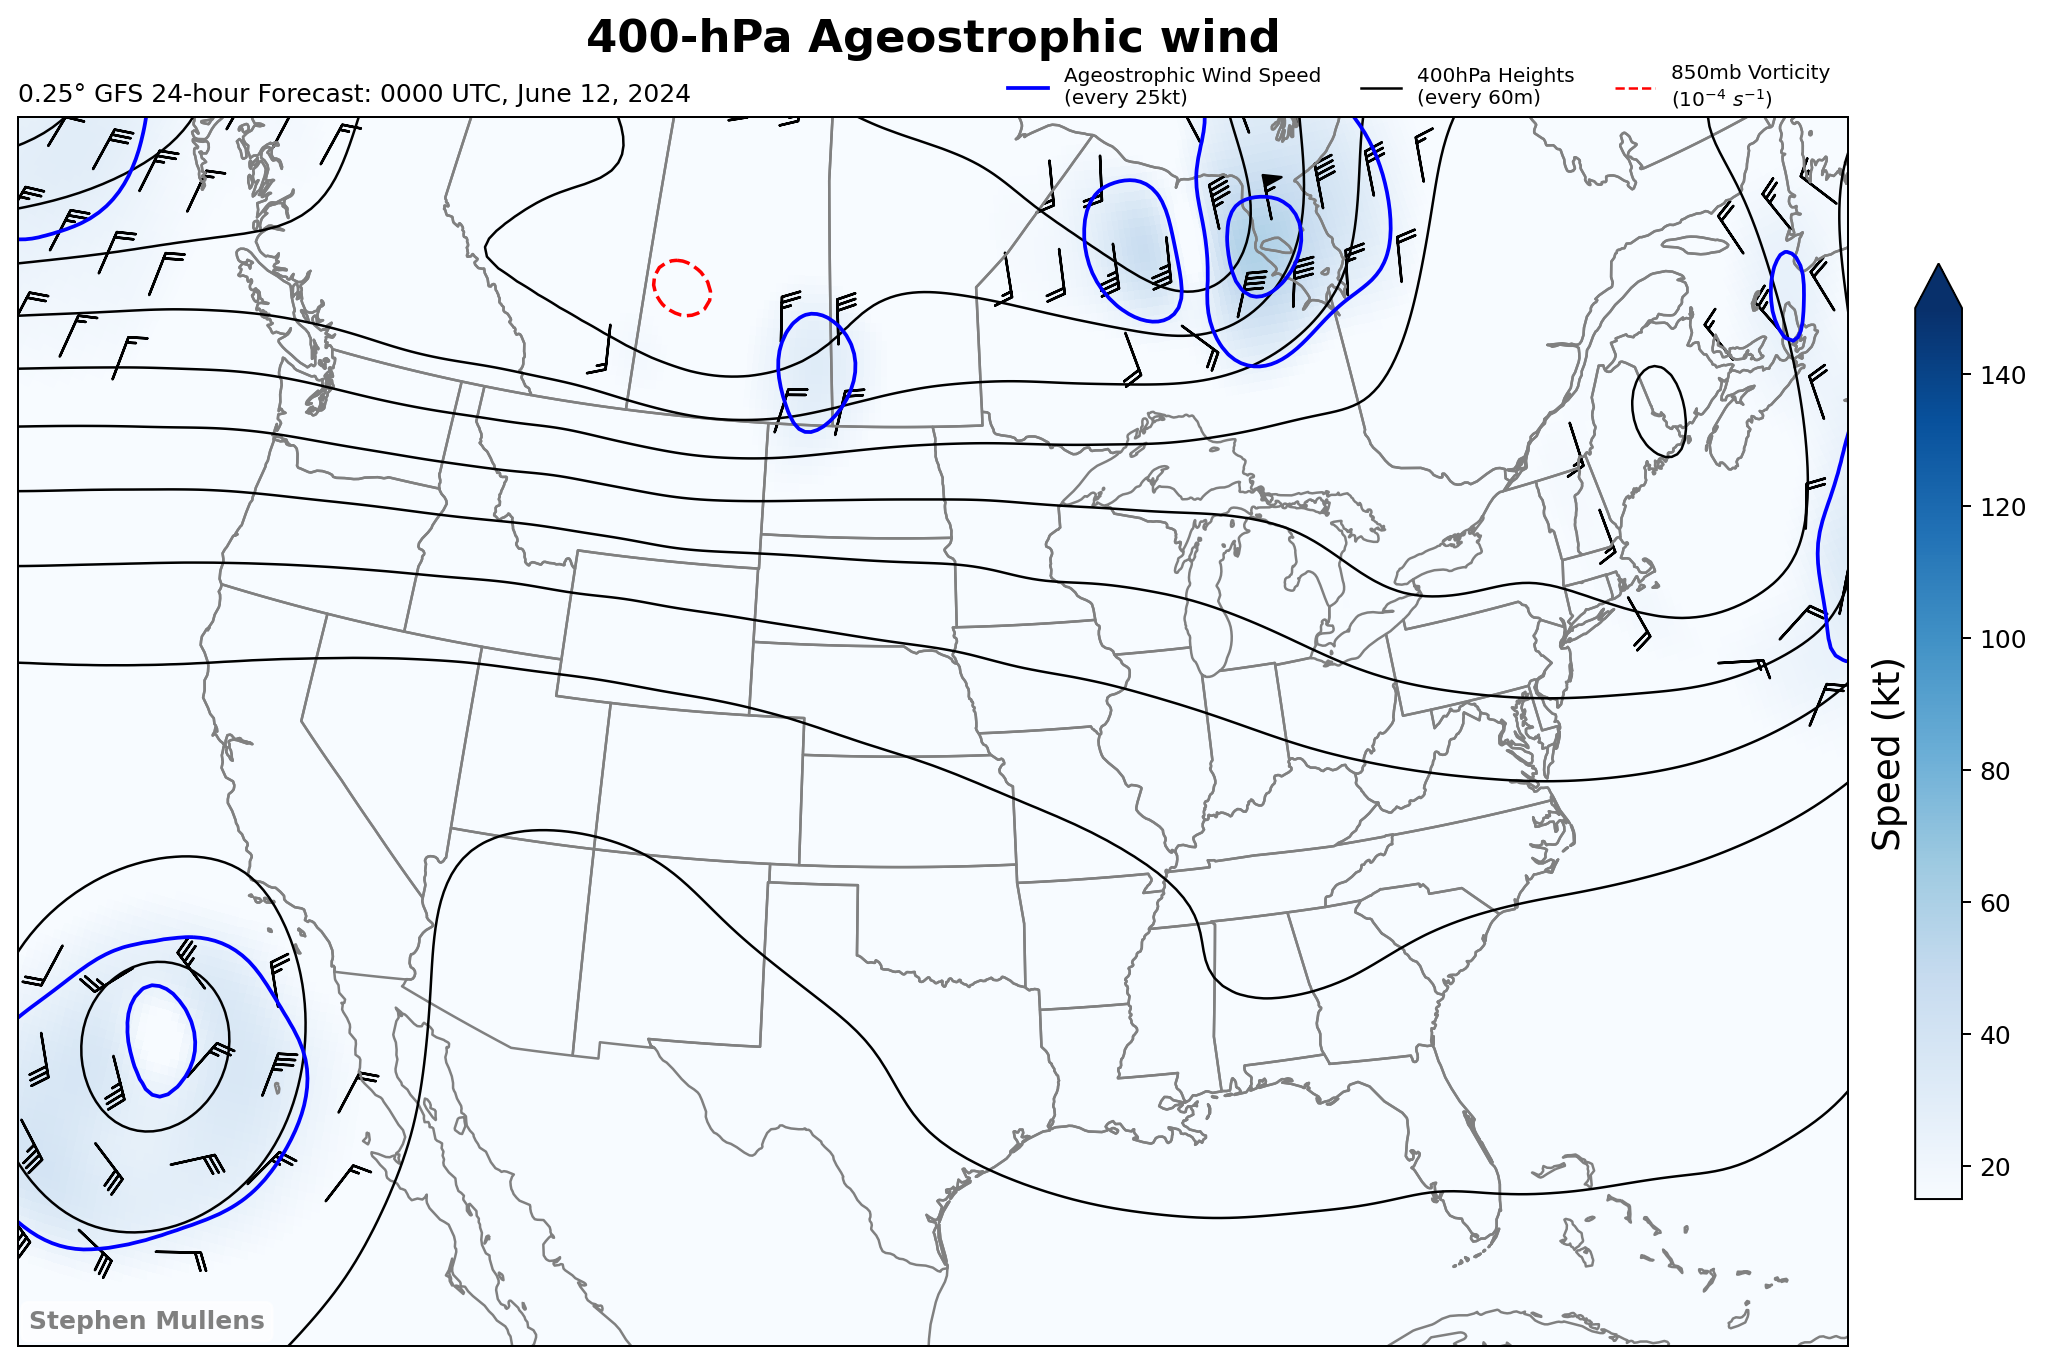 400-hPa Ageostrophic wind
0.25° GFS 24-hour Forecast: 0000 UTC, June 12, 2024
Ageostrophic Wind Speed
(every 25kt)
400hPa Heights
(every 60m)
850mb Vorticity
(10⁻⁴ s⁻¹)
140
120
100
80
60
40
20
Speed (kt)
Stephen Mullens